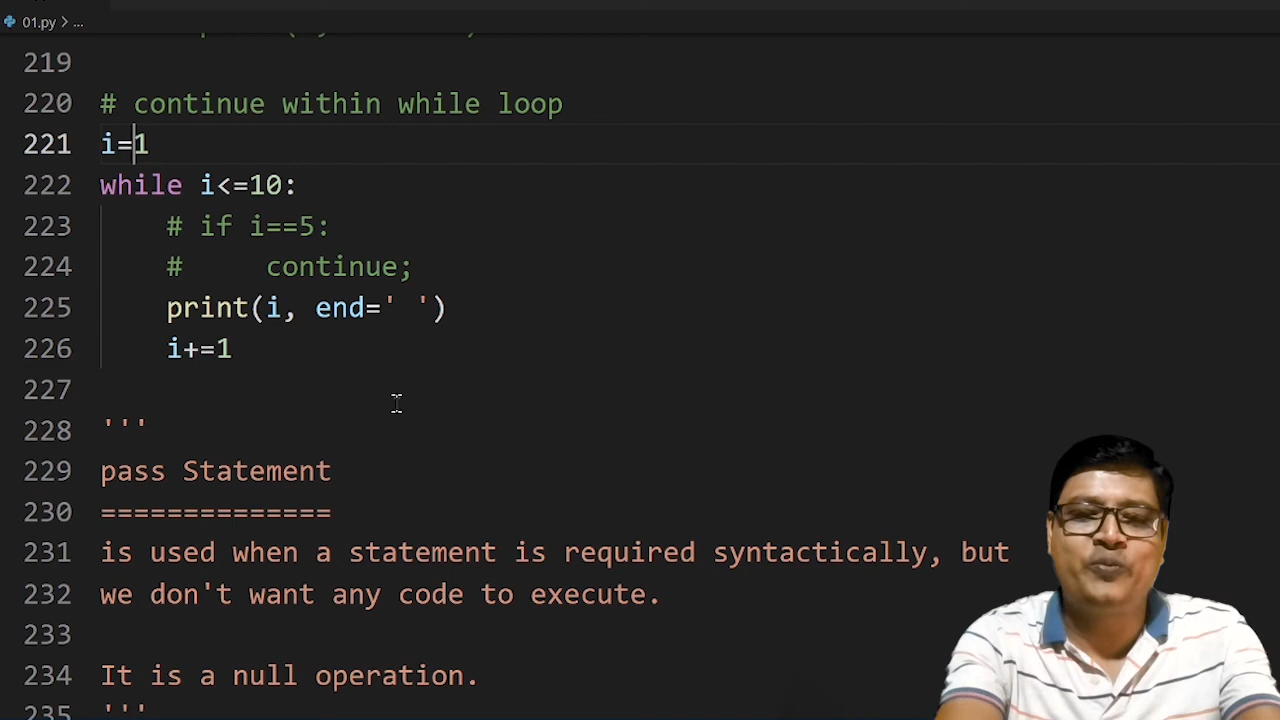 01.py > ...
219
220 # continue within while loop
221 i=1
222 while i<=10:
223 # if i==5:
224 #     continue;
225 print(i, end=' ')
226 i+=1
227
228 '''
229 pass Statement
230 ==============
231 is used when a statement is required syntactically, but
232 we don't want any code to execute.
233
234 It is a null operation.
235 '''